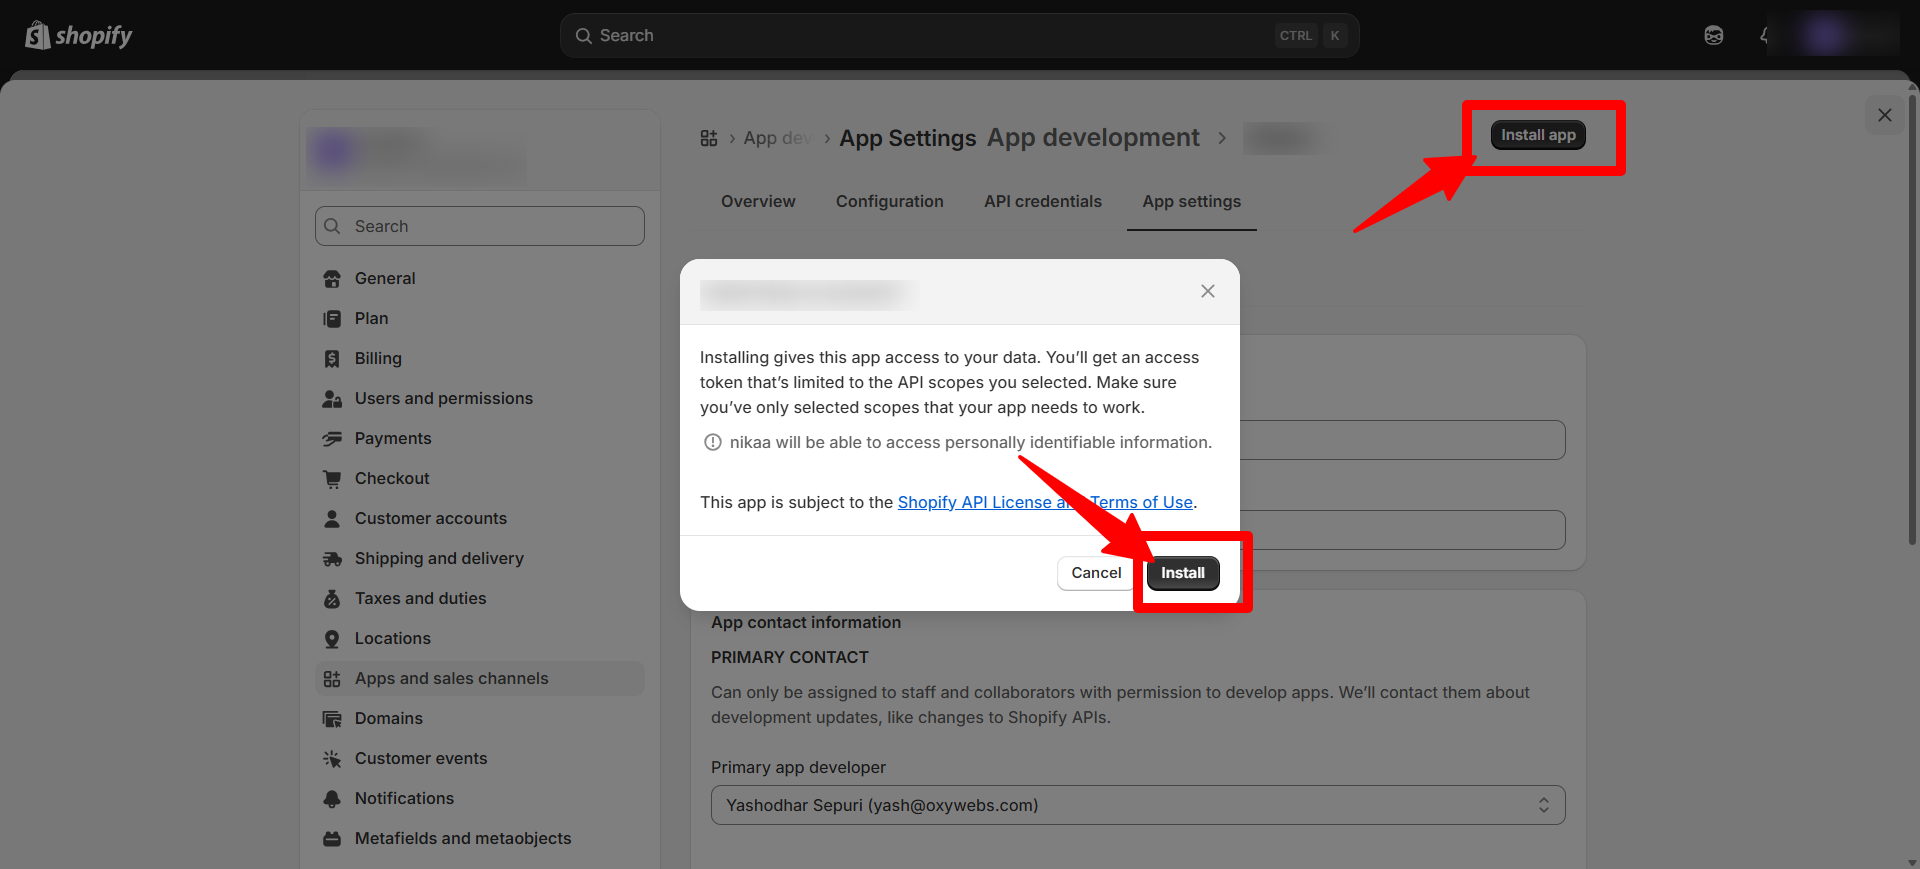 shopify
Search
CTRL K
App dev
App Settings App development
Install app
Search
Overview
Configuration
API credentials
App settings
General
Plan
Billing
Users and permissions
Payments
Checkout
Customer accounts
Shipping and delivery
Taxes and duties
Locations
Apps and sales channels
Domains
Customer events
Notifications
Metafields and metaobjects
Installing gives this app access to your data. You’ll get an access
token that’s limited to the API scopes you selected. Make sure
you’ve only selected scopes that your app needs to work.
nikaa will be able to access personally identifiable information.
This app is subject to the Shopify API License and Terms of Use.
Cancel
Install
App contact information
PRIMARY CONTACT
Can only be assigned to staff and collaborators with permission to develop apps. We’ll contact them about
development updates, like changes to Shopify APIs.
Primary app developer
Yashodhar Sepuri (yash@oxywebs.com)